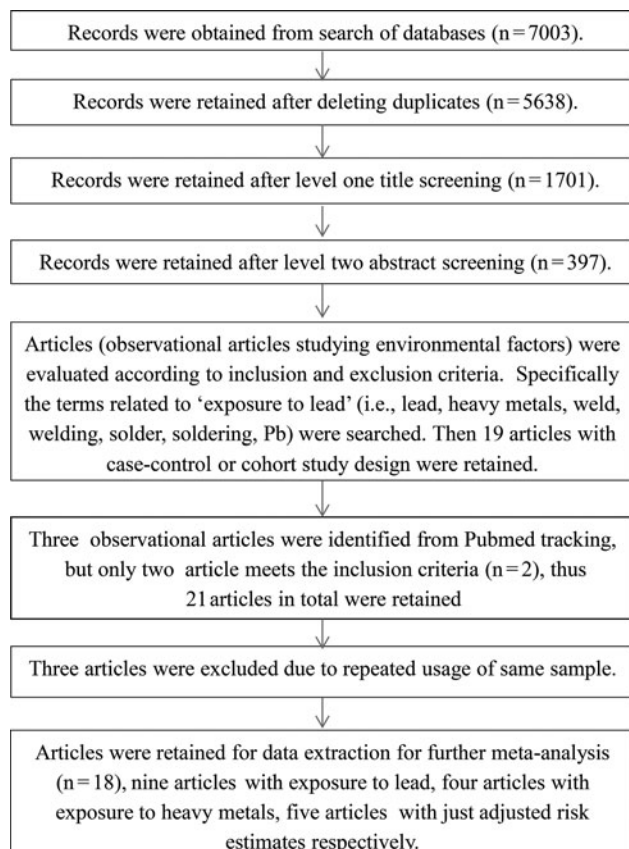 Records were obtained from search of databases (n=7003).
Records were retained after deleting duplicates (n=5638).
Records were retained after level one title screening (n=1701).
Records were retained after level two abstract screening (n=397).
Articles (observational articles studying environmental factors) were
evaluated according to inclusion and exclusion criteria. Specifically
the terms related to ‘exposure to lead’ (i.e., lead, heavy metals, weld,
welding, solder, soldering, Pb) were searched. Then 19 articles with
case-control or cohort study design were retained.
Three observational articles were identified from Pubmed tracking,
but only two article meets the inclusion criteria (n=2), thus
21 articles in total were retained
Three articles were excluded due to repeated usage of same sample.
Articles were retained for data extraction for further meta-analysis
(n=18), nine articles with exposure to lead, four articles with
exposure to heavy metals, five articles with just adjusted risk
estimates respectively.